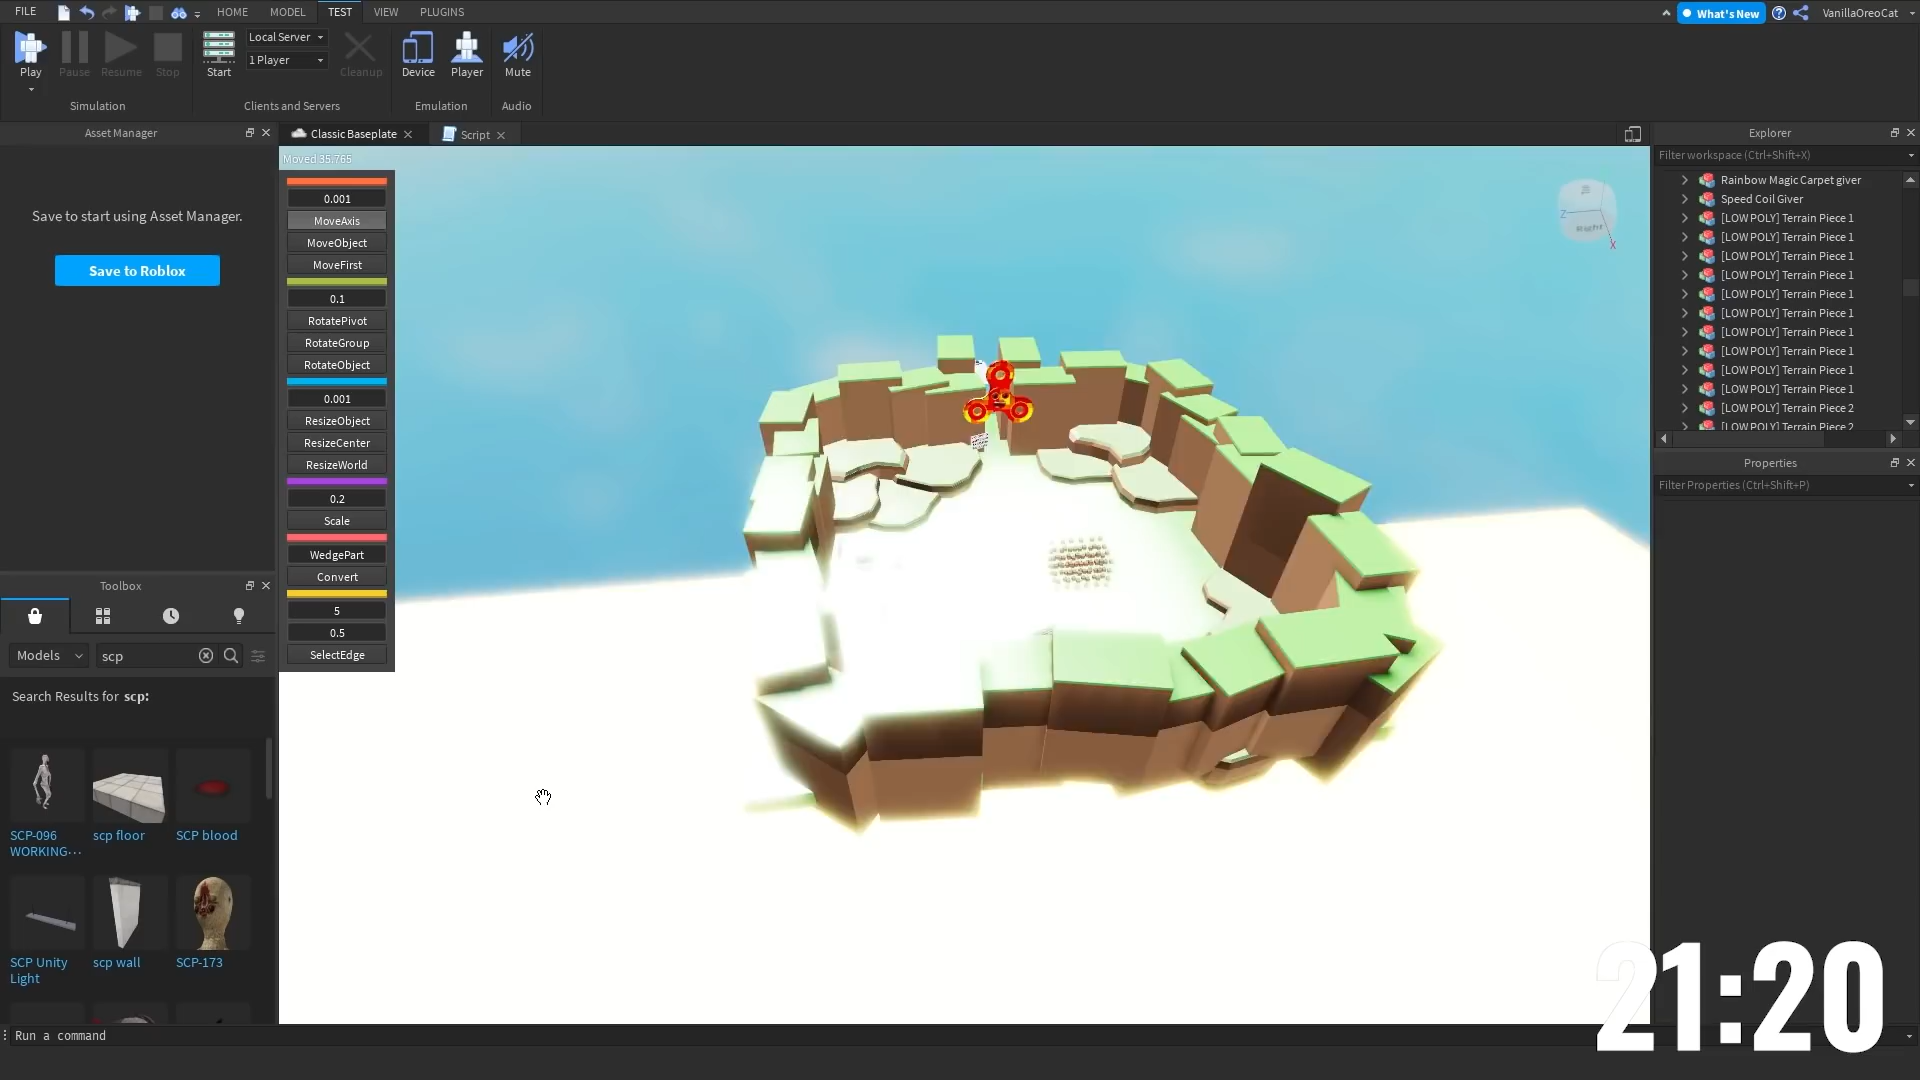 FILE
HOME
MODEL
TEST
VIEW
PLUGINS
What's New
VanillaOreoCat
Play
Pause
Resume
Stop
Simulation
Start
Local Server
1 Player
Cleanup
Clients and Servers
Device
Player
Emulation
Mute
Audio
Asset Manager
Save to start using Asset Manager.
Save to Roblox
Toolbox
Models
scp
Search Results for scp:
SCP-096
WORKING...
scp floor
SCP blood
SCP Unity
Light
scp wall
SCP-173
Run a command
Classic Baseplate
Script
Moved 35.765
0.001
MoveAxis
MoveObject
MoveFirst
0.1
RotatePivot
RotateGroup
RotateObject
0.001
ResizeObject
ResizeCenter
ResizeWorld
0.2
Scale
WedgePart
Convert
5
0.5
SelectEdge
Z
Right
X
Explorer
Filter workspace (Ctrl+Shift+X)
Rainbow Magic Carpet giver
Speed Coil Giver
[LOW POLY] Terrain Piece 1
[LOW POLY] Terrain Piece 1
[LOW POLY] Terrain Piece 1
[LOW POLY] Terrain Piece 1
[LOW POLY] Terrain Piece 1
[LOW POLY] Terrain Piece 1
[LOW POLY] Terrain Piece 1
[LOW POLY] Terrain Piece 1
[LOW POLY] Terrain Piece 1
[LOW POLY] Terrain Piece 1
[LOW POLY] Terrain Piece 2
[LOW POLY] Terrain Piece 2
Properties
Filter Properties (Ctrl+Shift+P)
21:20